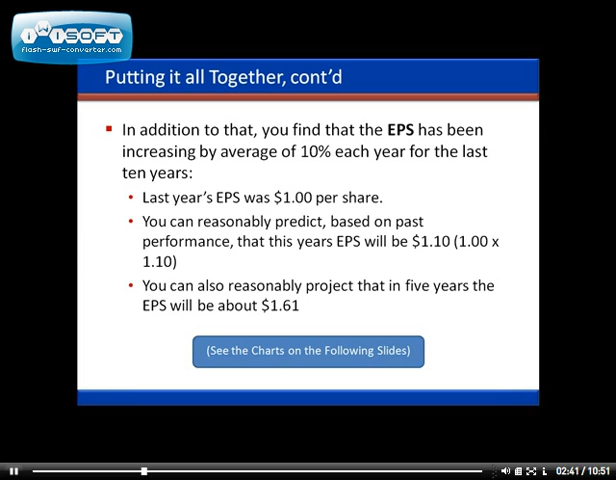 iWiSOFT
flash-swf-converter.com
Putting it all Together, cont'd
In addition to that, you find that the EPS has been
increasing by average of 10% each year for the last
ten years:
• Last year's EPS was $1.00 per share.
• You can reasonably predict, based on past
performance, that this years EPS will be $1.10 (1.00 x
1.10)
• You can also reasonably project that in five years the
EPS will be about $1.61
(See the Charts on the Following Slides)
02:41 / 10:51